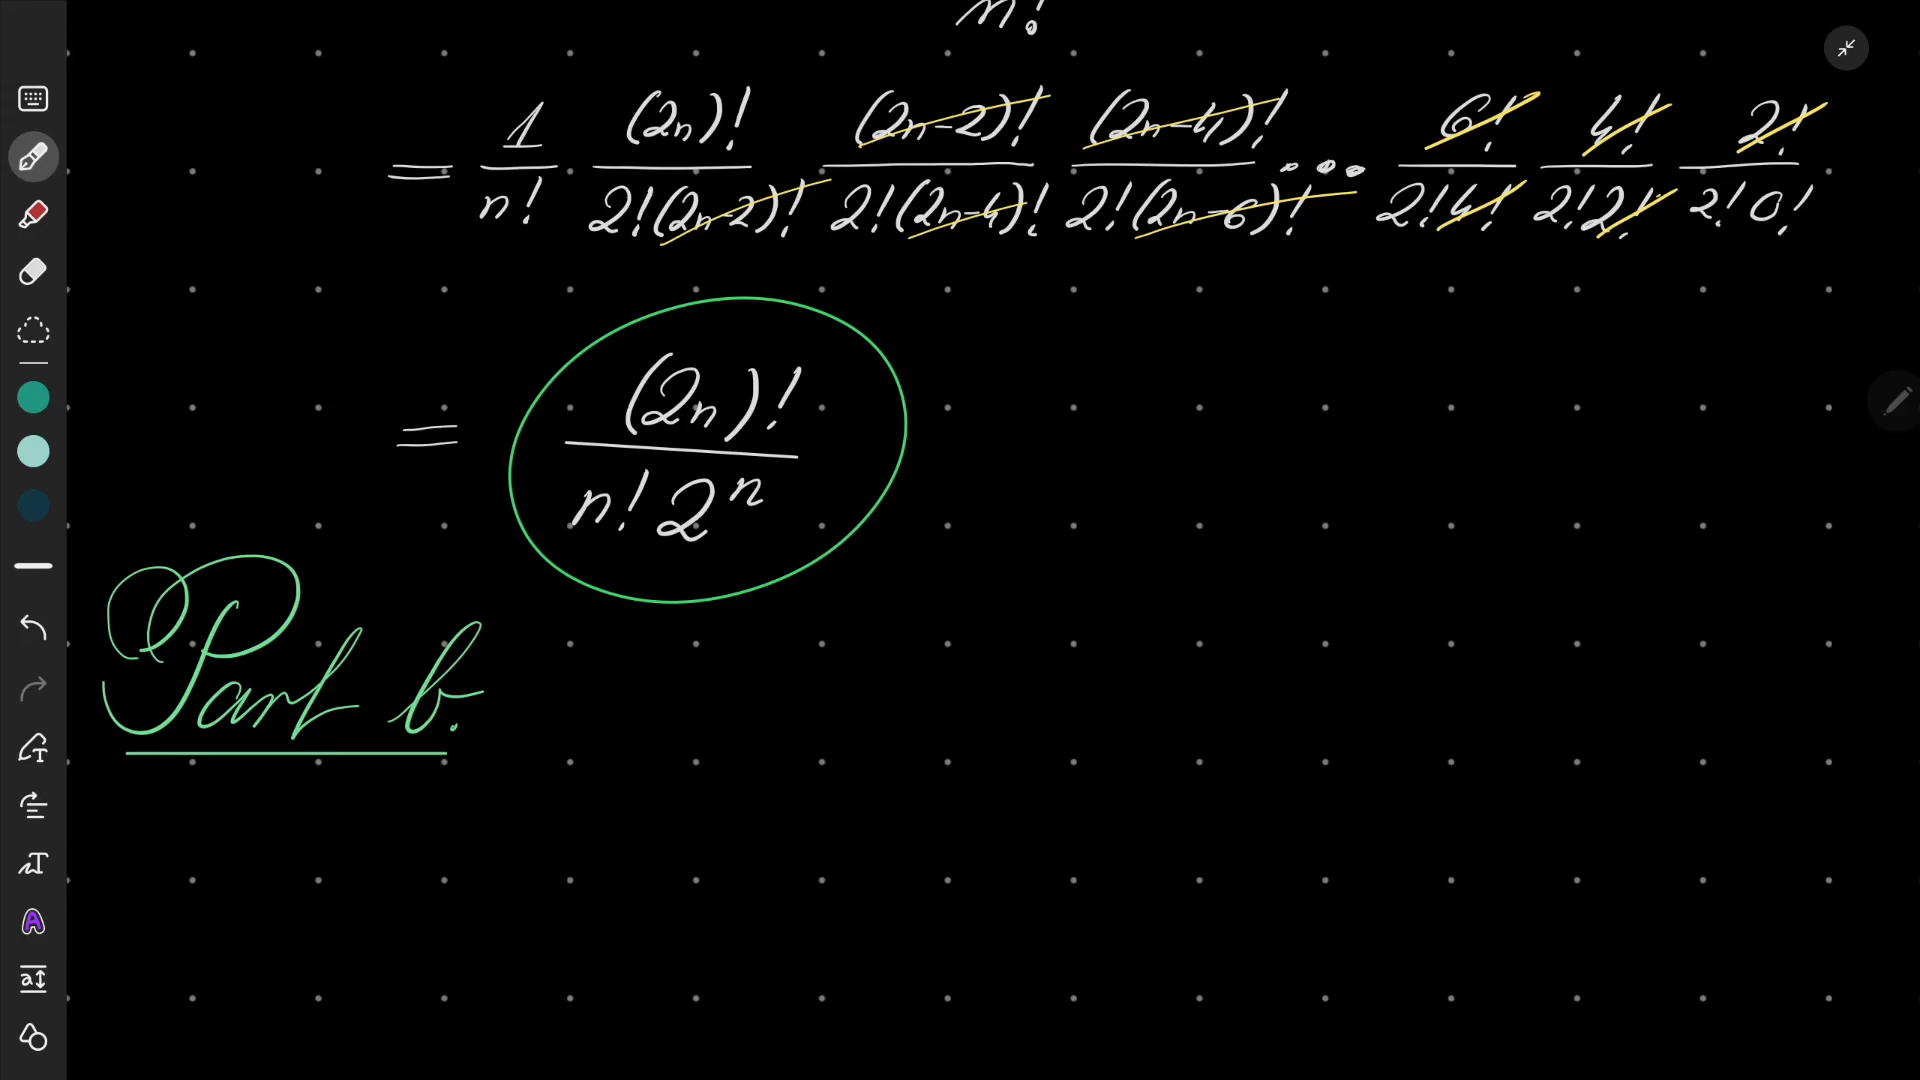 n!
= 1/n! · (2n)!/2!(2n-2)! (2n-2)!/2!(2n-4)! (2n-4)!/2!(2n-6)! ... 6!/2!4! 4!/2!2! 2!/2!0!
= (2n)!/n! 2ⁿ
Part b.